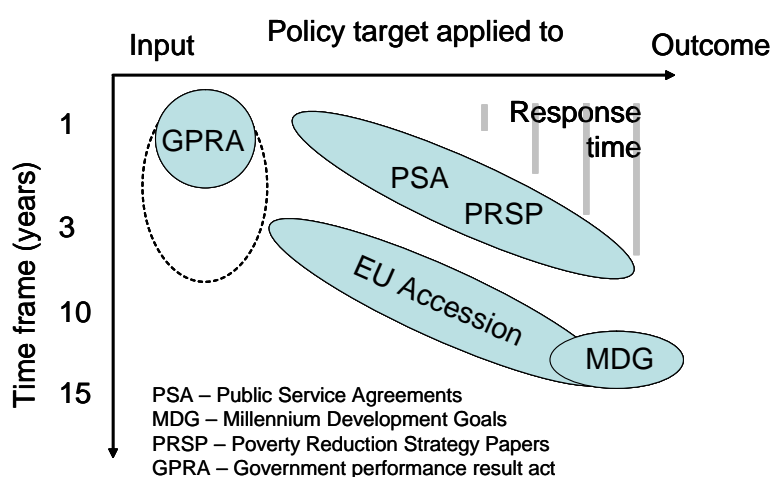 Policy target applied to
Input
Outcome
Time frame (years)
1
3
10
15
Response
time
GPRA
PSA
PRSP
EU Accession
MDG
PSA – Public Service Agreements
MDG – Millennium Development Goals
PRSP – Poverty Reduction Strategy Papers
GPRA – Government performance result act